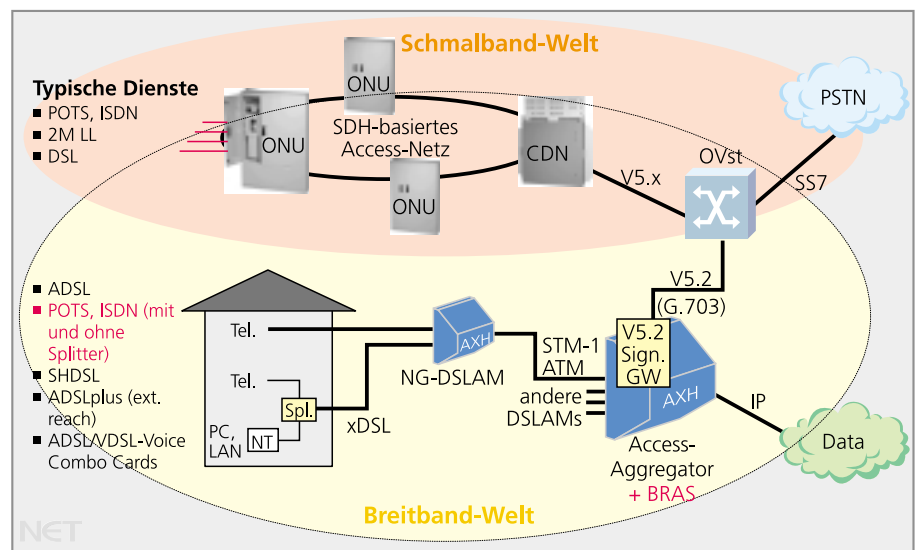 Schmalband-Welt
Typische Dienste
POTS, ISDN
2M LL
DSL
ONU
ONU
SDH-basiertes
Access-Netz
ONU
CDN
V5.x
OVst
PSTN
SS7
ADSL
POTS, ISDN (mit
und ohne
Splitter)
SHDSL
ADSLplus (ext.
reach)
ADSL/VDSL-Voice
Combo Cards
Tel.
Tel.
Spl.
PC,
LAN
NT
xDSL
AXH
NG-DSLAM
STM-1
ATM
andere
DSLAMs
V5.2
(G.703)
V5.2
Sign.
GW
AXH
Access-
Aggregator
+ BRAS
IP
Data
Breitband-Welt
NET